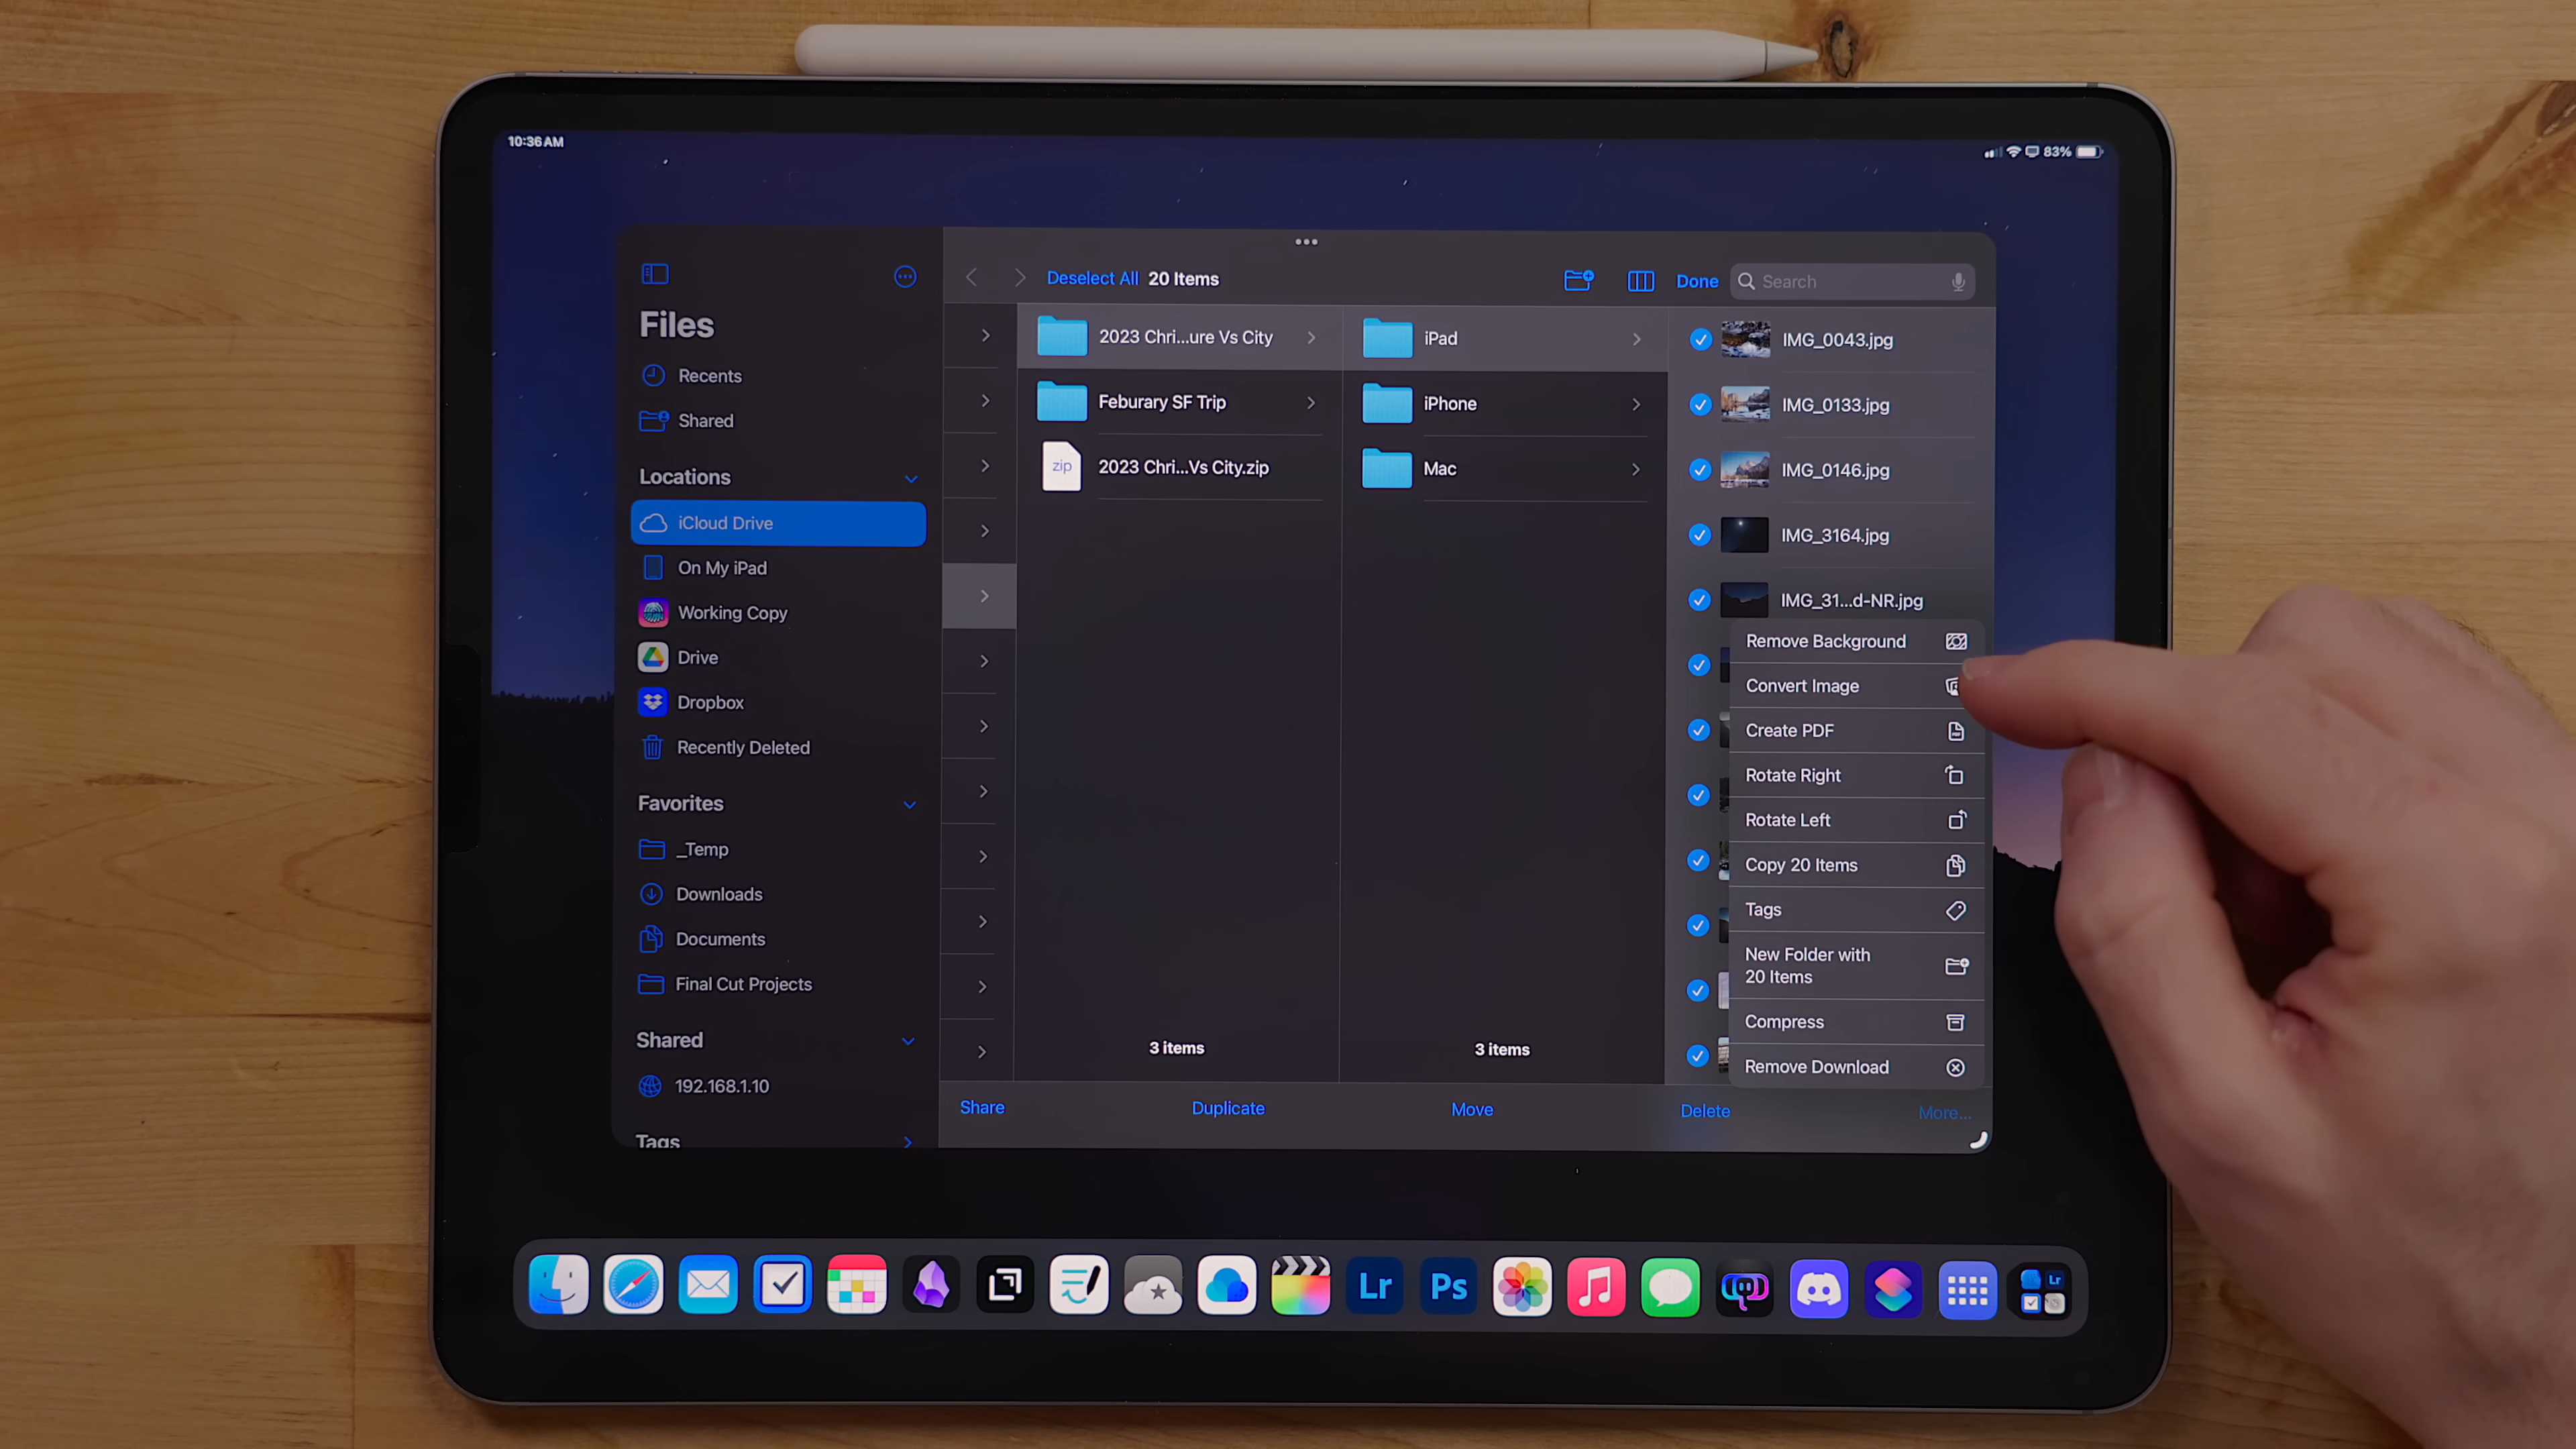 10:36 AM
83%
Deselect All 20 Items
Done
Search
Files
Recents
Shared
Locations
iCloud Drive
On My iPad
Working Copy
Drive
Dropbox
Recently Deleted
Favorites
_Temp
Downloads
Documents
Final Cut Projects
Shared
192.168.1.10
Tags
2023 Chri...ure Vs City
Feburary SF Trip
zip
2023 Chri...Vs City.zip
3 items
iPad
iPhone
Mac
3 items
IMG_0043.jpg
IMG_0133.jpg
IMG_0146.jpg
IMG_3164.jpg
IMG_31...d-NR.jpg
Remove Background
Convert Image
Create PDF
Rotate Right
Rotate Left
Copy 20 Items
Tags
New Folder with
20 Items
Compress
Remove Download
Share
Duplicate
Move
Delete
More...
Lr
Ps
Lr